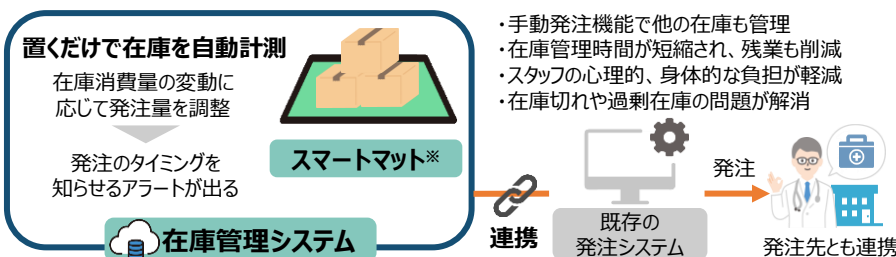 置くだけで在庫を自動計測
在庫消費量の変動に
応じて発注量を調整
発注のタイミングを
知らせるアラートが出る
スマートマット※
在庫管理システム
・手動発注機能で他の在庫も管理
・在庫管理時間が短縮され、残業も削減
・スタッフの心理的、身体的な負担が軽減
・在庫切れや過剰在庫の問題が解消
連携
既存の
発注システム
発注
発注先とも連携